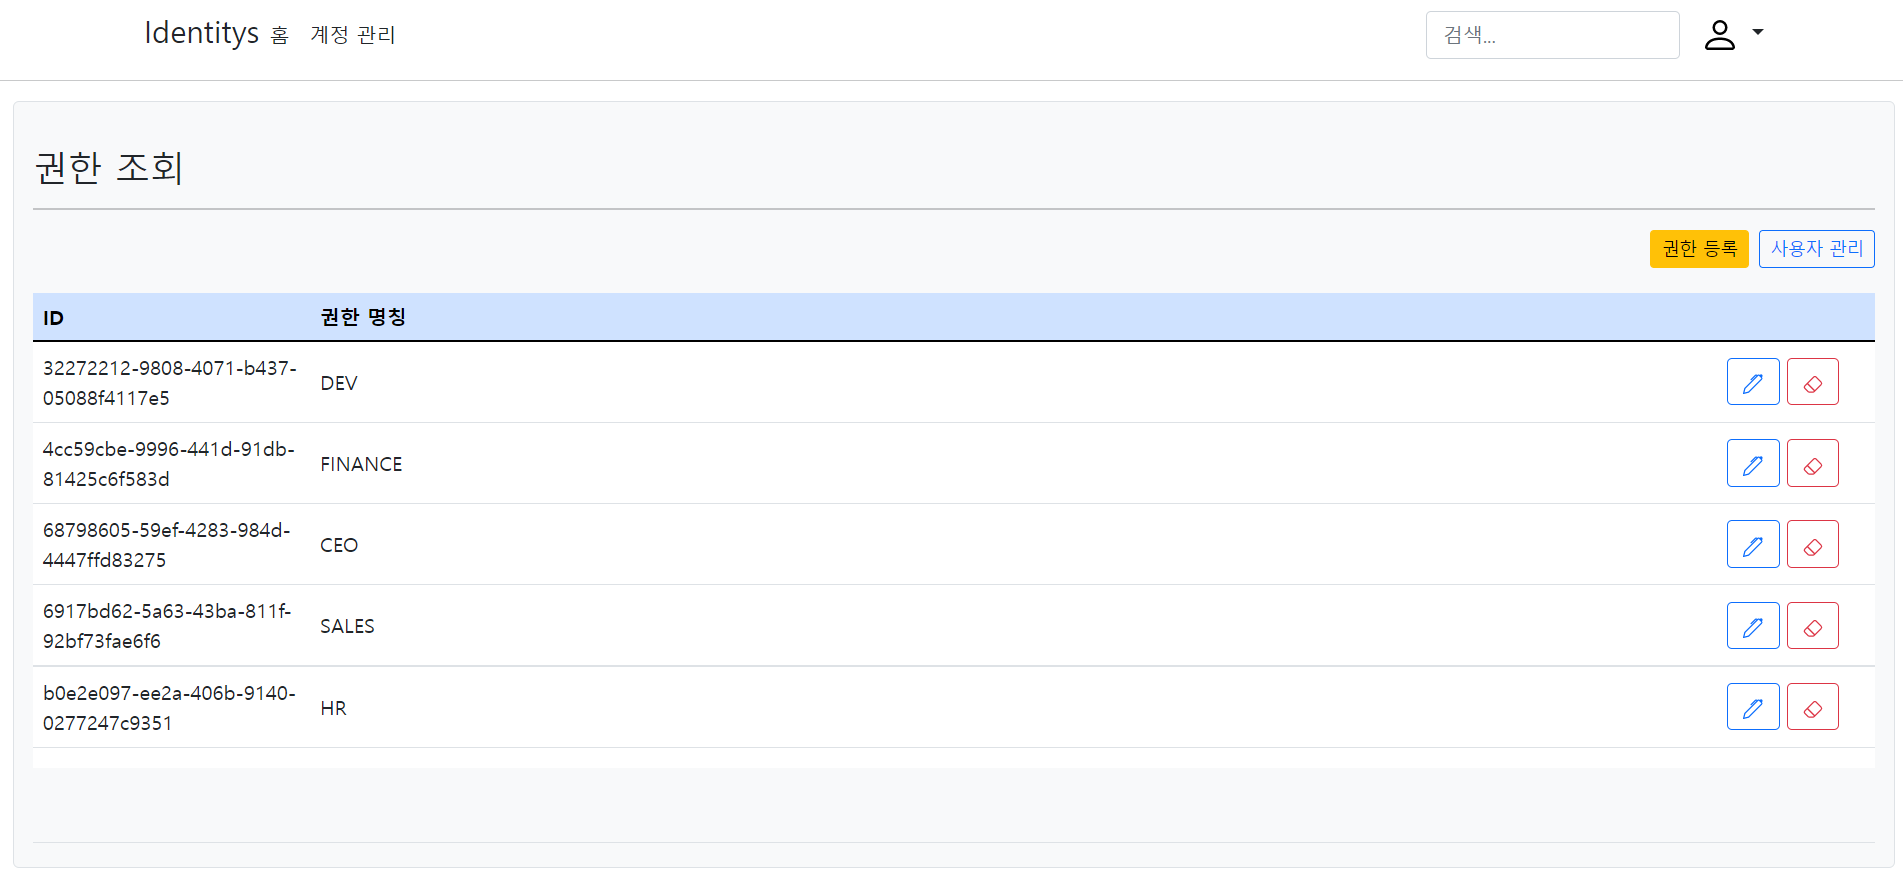 Identitys 홈 계정 관리 검색...
권한 조회
권한 등록 사용자 관리
ID 권한 명칭
32272212-9808-4071-b437-
05088f4117e5
DEV
4cc59cbe-9996-441d-91db-
81425c6f583d
FINANCE
68798605-59ef-4283-984d-
4447ffd83275
CEO
6917bd62-5a63-43ba-811f-
92bf73fae6f6
SALES
b0e2e097-ee2a-406b-9140-
0277247c9351
HR